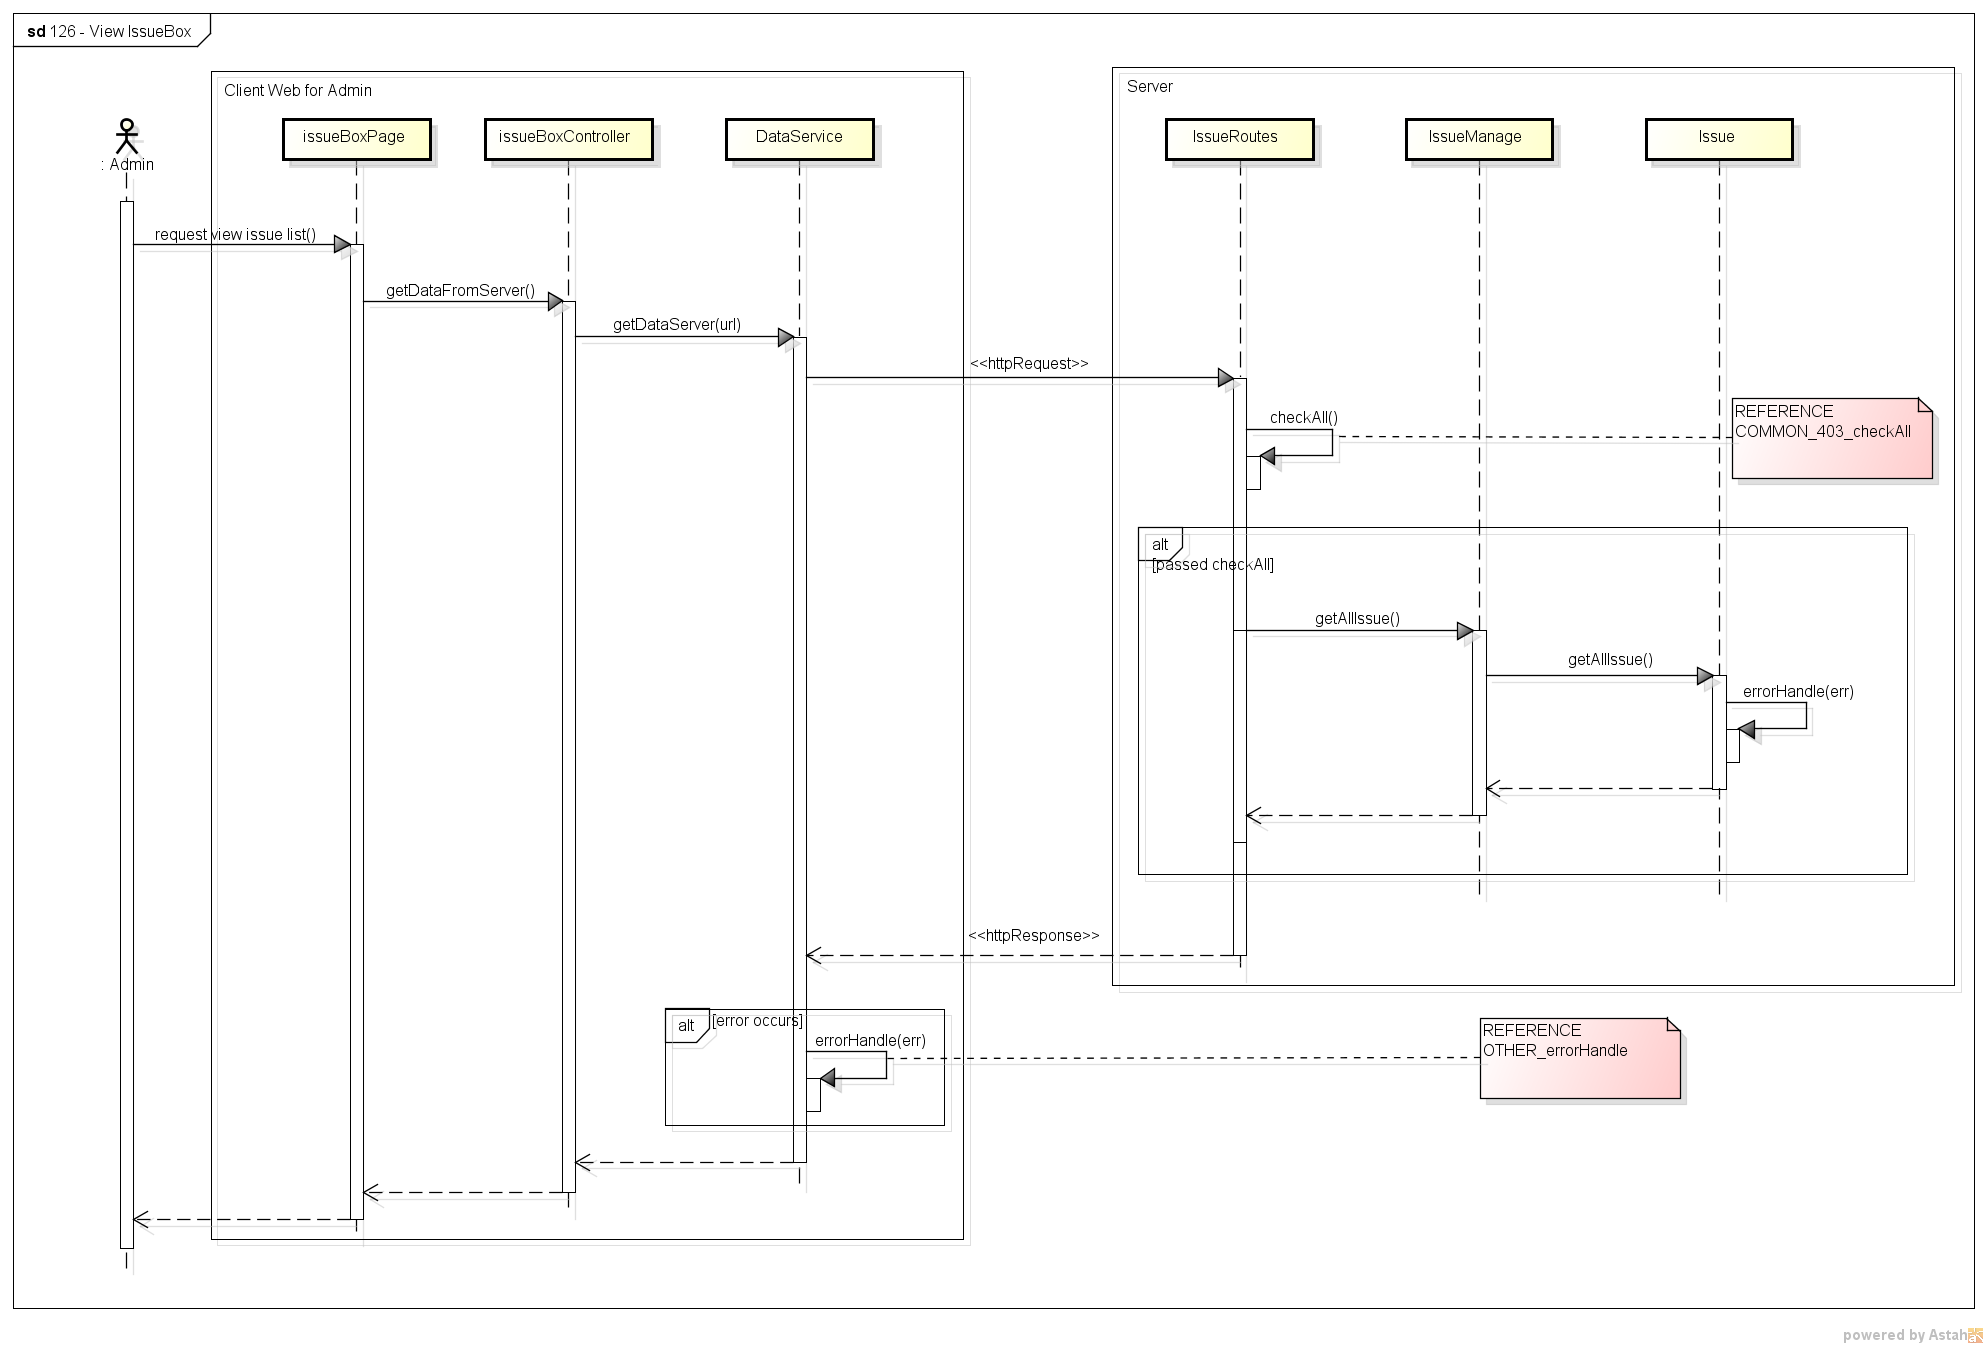 sd 126 - View IssueBox
Client Web for Admin
Server
: Admin
issueBoxPage
issueBoxController
DataService
IssueRoutes
IssueManage
Issue
request view issue list()
getDataFromServer()
getDataServer(url)
<<httpRequest>>
checkAll()
REFERENCE
COMMON_403_checkAll
alt
[passed checkAll]
getAllIssue()
getAllIssue()
errorHandle(err)
<<httpResponse>>
alt
[error occurs]
errorHandle(err)
REFERENCE
OTHER_errorHandle
powered by Astah